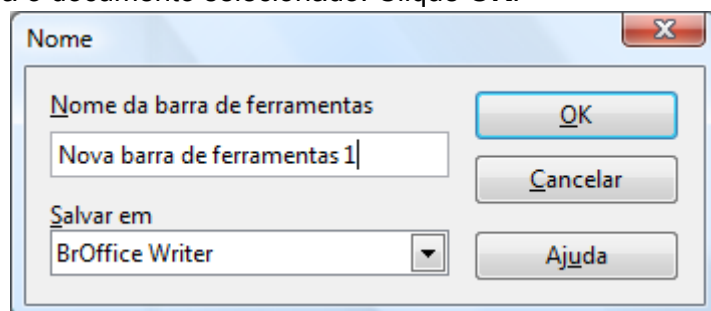 o documento selecionado. Clique OK.
Nome
Nome da barra de ferramentas
OK
Nova barra de ferramentas 1
Cancelar
Salvar em
BrOffice Writer
Ajuda